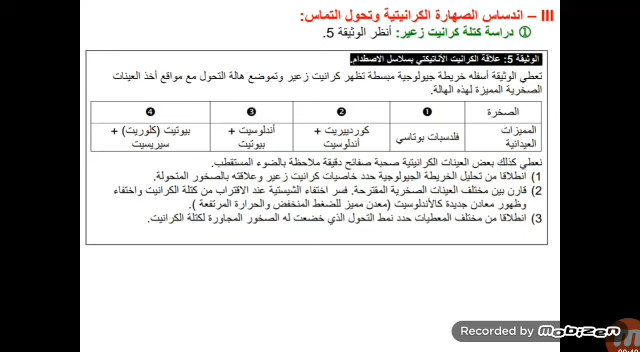 III – اندساس الصهارة الكرانيتية وتحول التماس:
① دراسة كتلة كرانيت زعير: أنظر الوثيقة 5.
الوثيقة 5: علاقة الكرانيت الأناتيكتي بسلاسل الاصطدام.
تعطي الوثيقة أسفله خريطة جيولوجية مبسطة تظهر كرانيت زعير وتموضع هالة التحول مع مواقع أخذ العينات
الصخرية المميزة لهذه الهالة.
الصخرة ❶ ❷ ❸ ❹
المميزات العيدانية فلدسبات بوتاسي كورديبريت + أندلوسيت أندلوسيت + بيوتيت بيوتيت (كلوريت) + سيريسيت
نعطي كذلك بعض العينات الكرانيتية صحبة صفائح دقيقة ملاحظة بالضوء المستقطب.
1) انطلاقا من تحليل الخريطة الجيولوجية حدد خاصيات كرانيت زعير وعلاقته بالصخور المتحولة.
2) قارن بين مختلف العينات الصخرية المقترحة. فسر اختفاء الشيستية عند الاقتراب من كتلة الكرانيت واختفاء
وظهور معادن جديدة كالأندلوسيت (معدن مميز للضغط المنخفض والحرارة المرتفعة ).
3) انطلاقا من مختلف المعطيات حدد نمط التحول الذي خضعت له الصخور المجاورة لكتلة الكرانيت.
Recorded by Mobizen